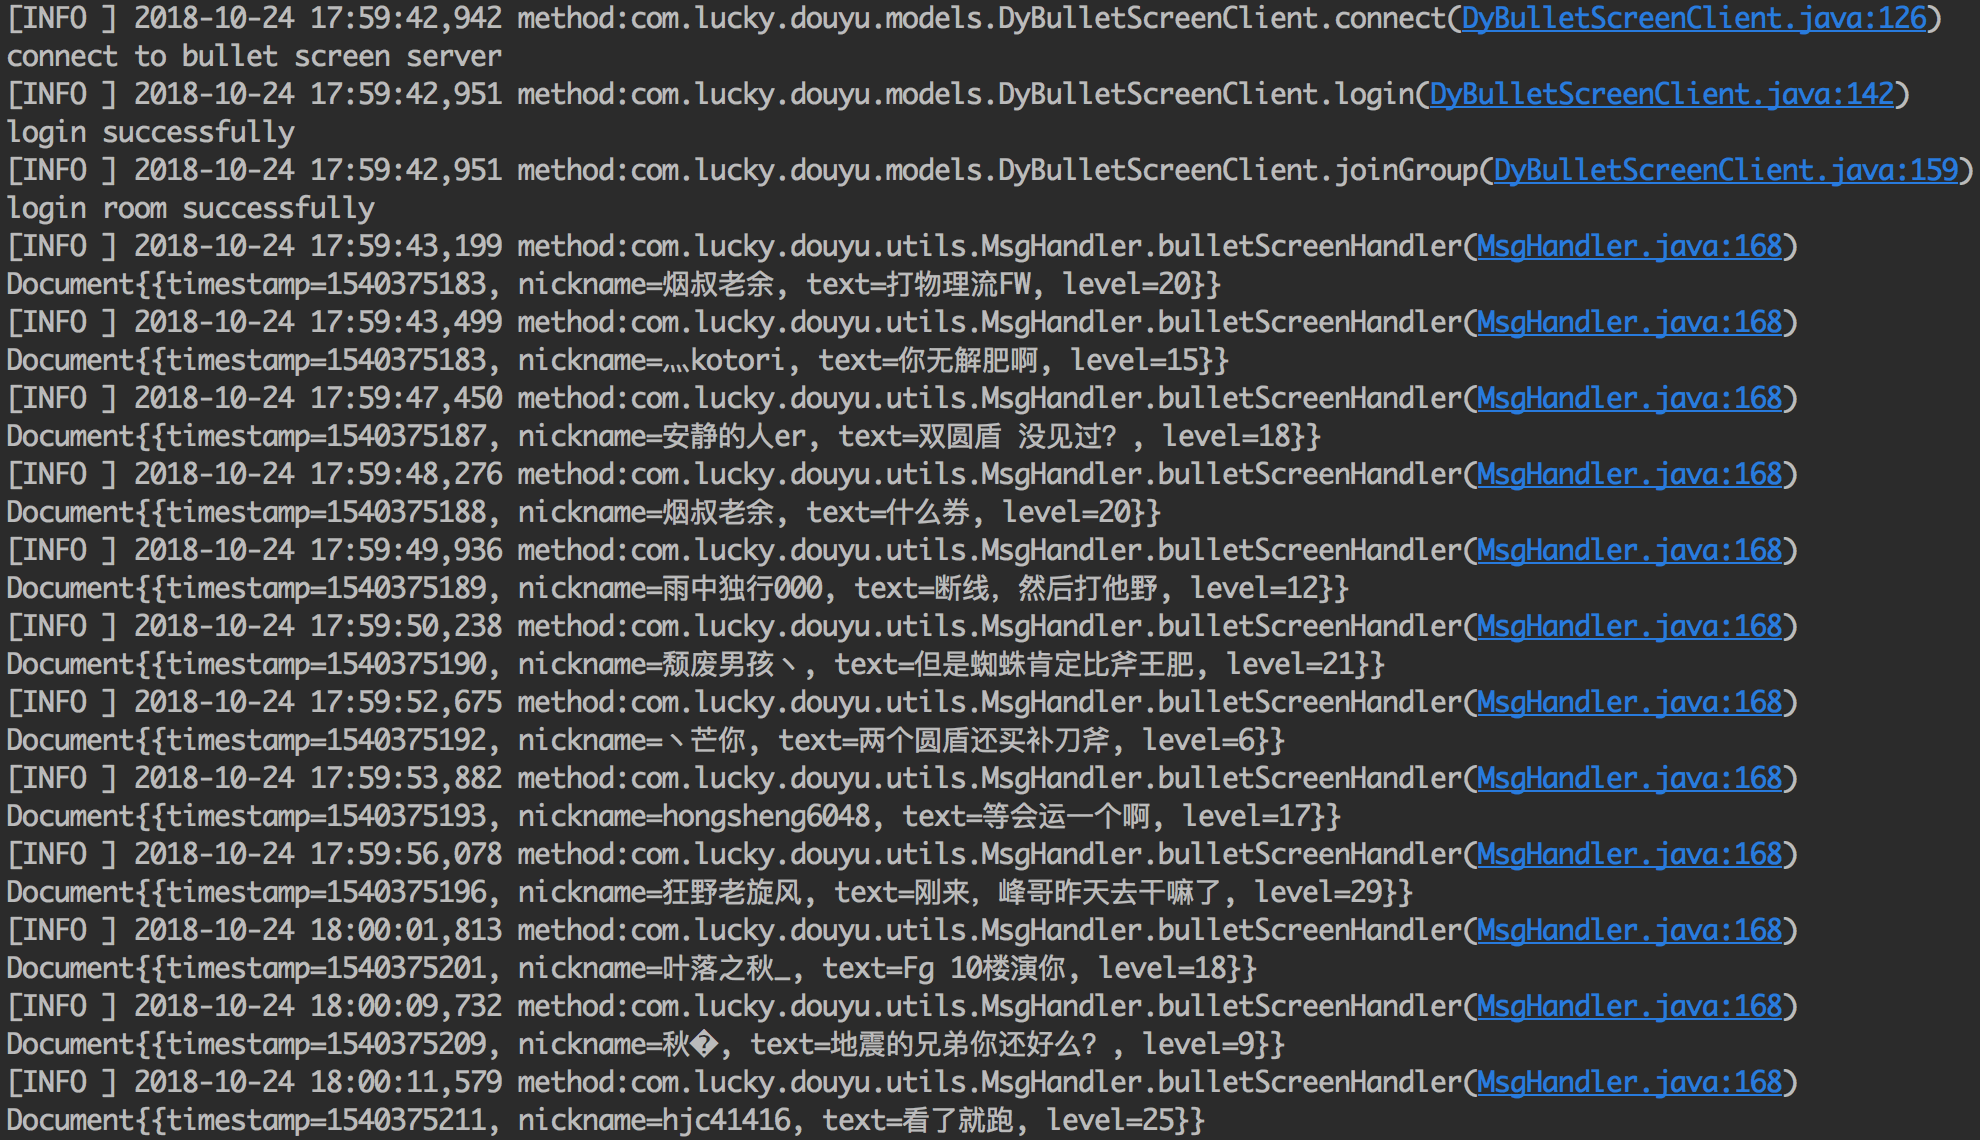 [INFO ] 2018-10-24 17:59:42,942 method:com.lucky.douyu.models.DyBulletScreenClient.connect(DyBulletScreenClient.java:126)
connect to bullet screen server
[INFO ] 2018-10-24 17:59:42,951 method:com.lucky.douyu.models.DyBulletScreenClient.login(DyBulletScreenClient.java:142)
login successfully
[INFO ] 2018-10-24 17:59:42,951 method:com.lucky.douyu.models.DyBulletScreenClient.joinGroup(DyBulletScreenClient.java:159)
login room successfully
[INFO ] 2018-10-24 17:59:43,199 method:com.lucky.douyu.utils.MsgHandler.bulletScreenHandler(MsgHandler.java:168)
Document{{timestamp=1540375183, nickname=烟叔老余, text=打物理流FW, level=20}}
[INFO ] 2018-10-24 17:59:43,499 method:com.lucky.douyu.utils.MsgHandler.bulletScreenHandler(MsgHandler.java:168)
Document{{timestamp=1540375183, nickname=灬kotori, text=你无解肥啊, level=15}}
[INFO ] 2018-10-24 17:59:47,450 method:com.lucky.douyu.utils.MsgHandler.bulletScreenHandler(MsgHandler.java:168)
Document{{timestamp=1540375187, nickname=安静的人er, text=双圆盾 没见过？, level=18}}
[INFO ] 2018-10-24 17:59:48,276 method:com.lucky.douyu.utils.MsgHandler.bulletScreenHandler(MsgHandler.java:168)
Document{{timestamp=1540375188, nickname=烟叔老余, text=什么券, level=20}}
[INFO ] 2018-10-24 17:59:49,936 method:com.lucky.douyu.utils.MsgHandler.bulletScreenHandler(MsgHandler.java:168)
Document{{timestamp=1540375189, nickname=雨中独行000, text=断线，然后打他野, level=12}}
[INFO ] 2018-10-24 17:59:50,238 method:com.lucky.douyu.utils.MsgHandler.bulletScreenHandler(MsgHandler.java:168)
Document{{timestamp=1540375190, nickname=颓废男孩丶, text=但是蜘蛛肯定比斧王肥, level=21}}
[INFO ] 2018-10-24 17:59:52,675 method:com.lucky.douyu.utils.MsgHandler.bulletScreenHandler(MsgHandler.java:168)
Document{{timestamp=1540375192, nickname=丶芒你, text=两个圆盾还买补刀斧, level=6}}
[INFO ] 2018-10-24 17:59:53,882 method:com.lucky.douyu.utils.MsgHandler.bulletScreenHandler(MsgHandler.java:168)
Document{{timestamp=1540375193, nickname=hongsheng6048, text=等会运一个啊, level=17}}
[INFO ] 2018-10-24 17:59:56,078 method:com.lucky.douyu.utils.MsgHandler.bulletScreenHandler(MsgHandler.java:168)
Document{{timestamp=1540375196, nickname=狂野老旋风, text=刚来，峰哥昨天去干嘛了, level=29}}
[INFO ] 2018-10-24 18:00:01,813 method:com.lucky.douyu.utils.MsgHandler.bulletScreenHandler(MsgHandler.java:168)
Document{{timestamp=1540375201, nickname=叶落之秋_, text=Fg 10楼演你, level=18}}
[INFO ] 2018-10-24 18:00:09,732 method:com.lucky.douyu.utils.MsgHandler.bulletScreenHandler(MsgHandler.java:168)
Document{{timestamp=1540375209, nickname=秋�, text=地震的兄弟你还好么？, level=9}}
[INFO ] 2018-10-24 18:00:11,579 method:com.lucky.douyu.utils.MsgHandler.bulletScreenHandler(MsgHandler.java:168)
Document{{timestamp=1540375211, nickname=hjc41416, text=看了就跑, level=25}}